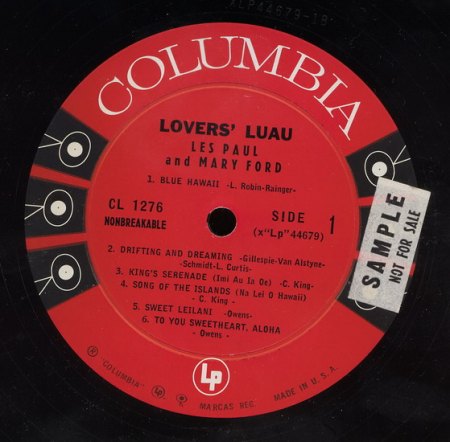 XLP44679-1B
COLUMBIA
LOVERS' LUAU
LES PAUL
and MARY FORD
1. BLUE HAWAII -L. Robin-Rainger-
CL 1276
NONBREAKABLE
SIDE 1
(x"Lp"44679)
2. DRIFTING AND DREAMING -Gillespie-Van Alstyne-
-Schmidt-L. Curtis-
3. KING'S SERENADE (Imi Au Ia Oe) -C. King-
4. SONG OF THE ISLANDS (Na Lei O Hawaii)
- C. King -
5. SWEET LEILANI -Owens-
6. TO YOU SWEETHEART, ALOHA
- Owens -
SAMPLE
NOT FOR SALE
Lp
® "COLUMBIA" MARCAS REG. MADE IN U.S.A.